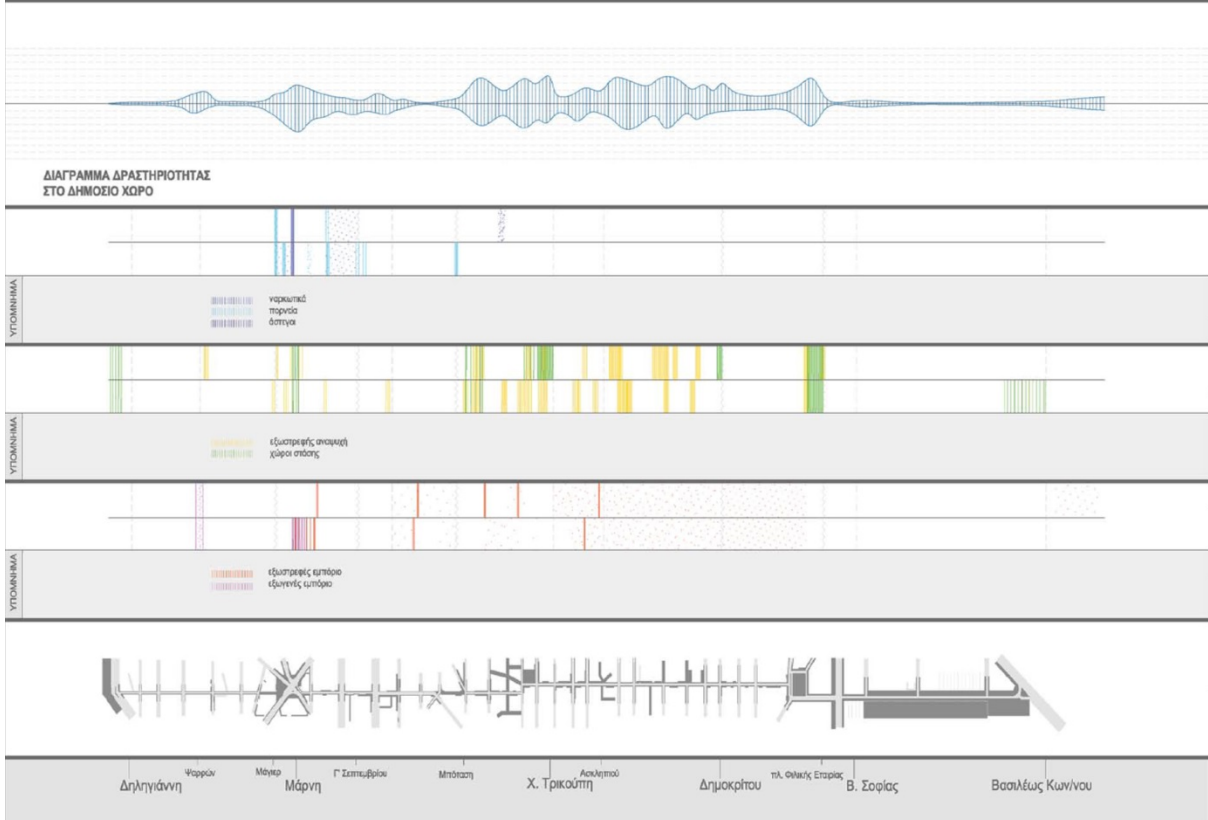 ΔΙΑΓΡΑΜΜΑ ΔΡΑΣΤΗΡΙΟΤΗΤΑΣ
ΣΤΟ ΔΗΜΟΣΙΟ ΧΩΡΟ
ΥΠΟΜΝΗΜΑ
ναρκωτικά
πορνεία
άστεγοι
ΥΠΟΜΝΗΜΑ
εξωστρεφής αναψυχή
χώροι στάσης
ΥΠΟΜΝΗΜΑ
εξωστρεφές εμπόριο
εξωγενές εμπόριο
Δηληγιάννη Ψαρρών Μάγιερ Μάρνη Γ' Σεπτεμβρίου Μπόταση Χ. Τρικούπη Ασκληπιού Δημοκρίτου πλ. Φιλικής Εταιρίας Β. Σοφίας Βασιλέως Κων/νου